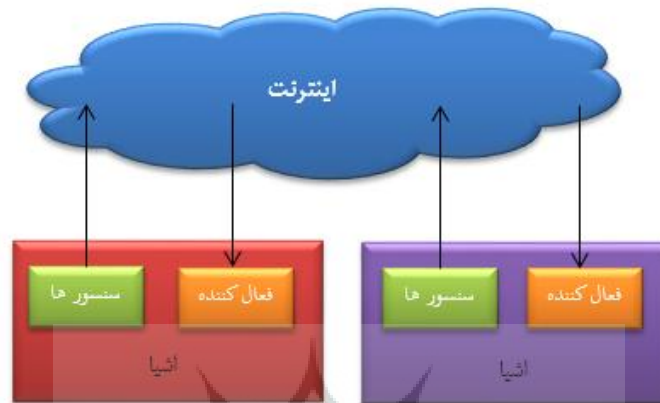 اینترنت
فعال کننده
سنسور ها
اشیا
فعال کننده
سنسور ها
اشیا